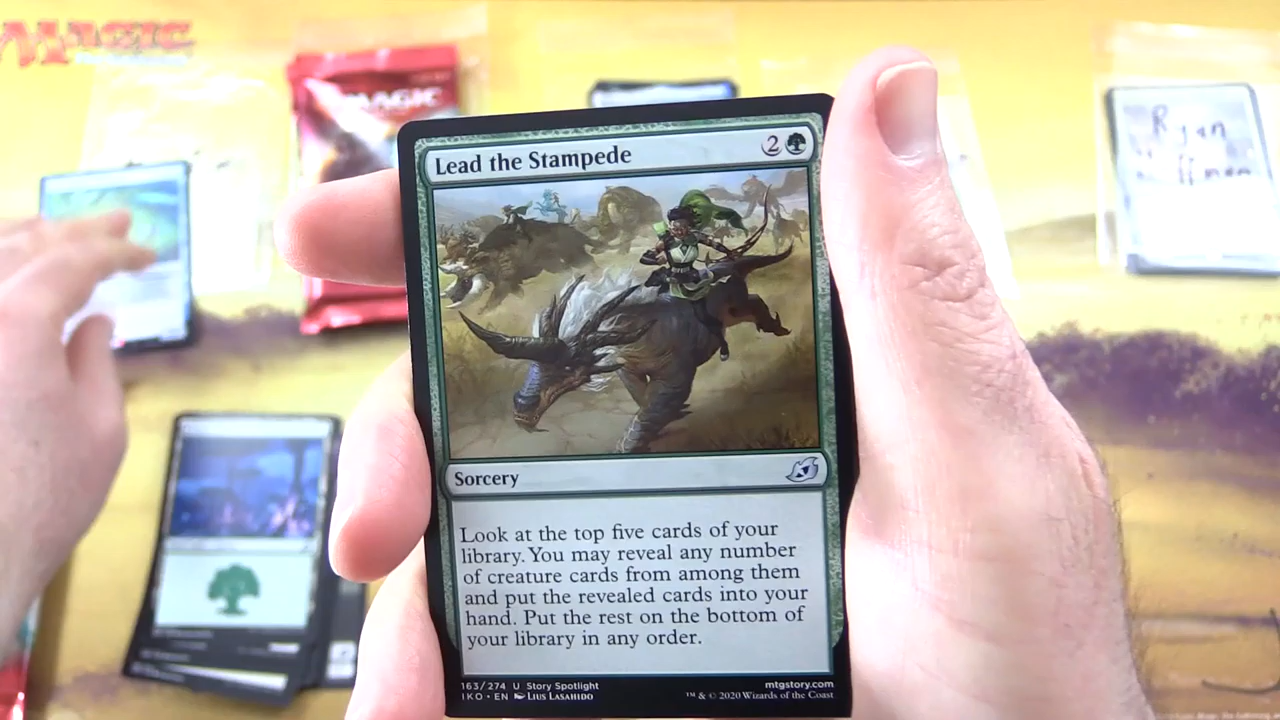 MAGIC
MAGIC
Ryan
Lead the Stampede 2
Sorcery
Look at the top five cards of your
library. You may reveal any number
of creature cards from among them
and put the revealed cards into your
hand. Put the rest on the bottom of
your library in any order.
163/274 U Story Spotlight
IKO • EN Lius Lasahido
mtgstory.com
™ & © 2020 Wizards of the Coast